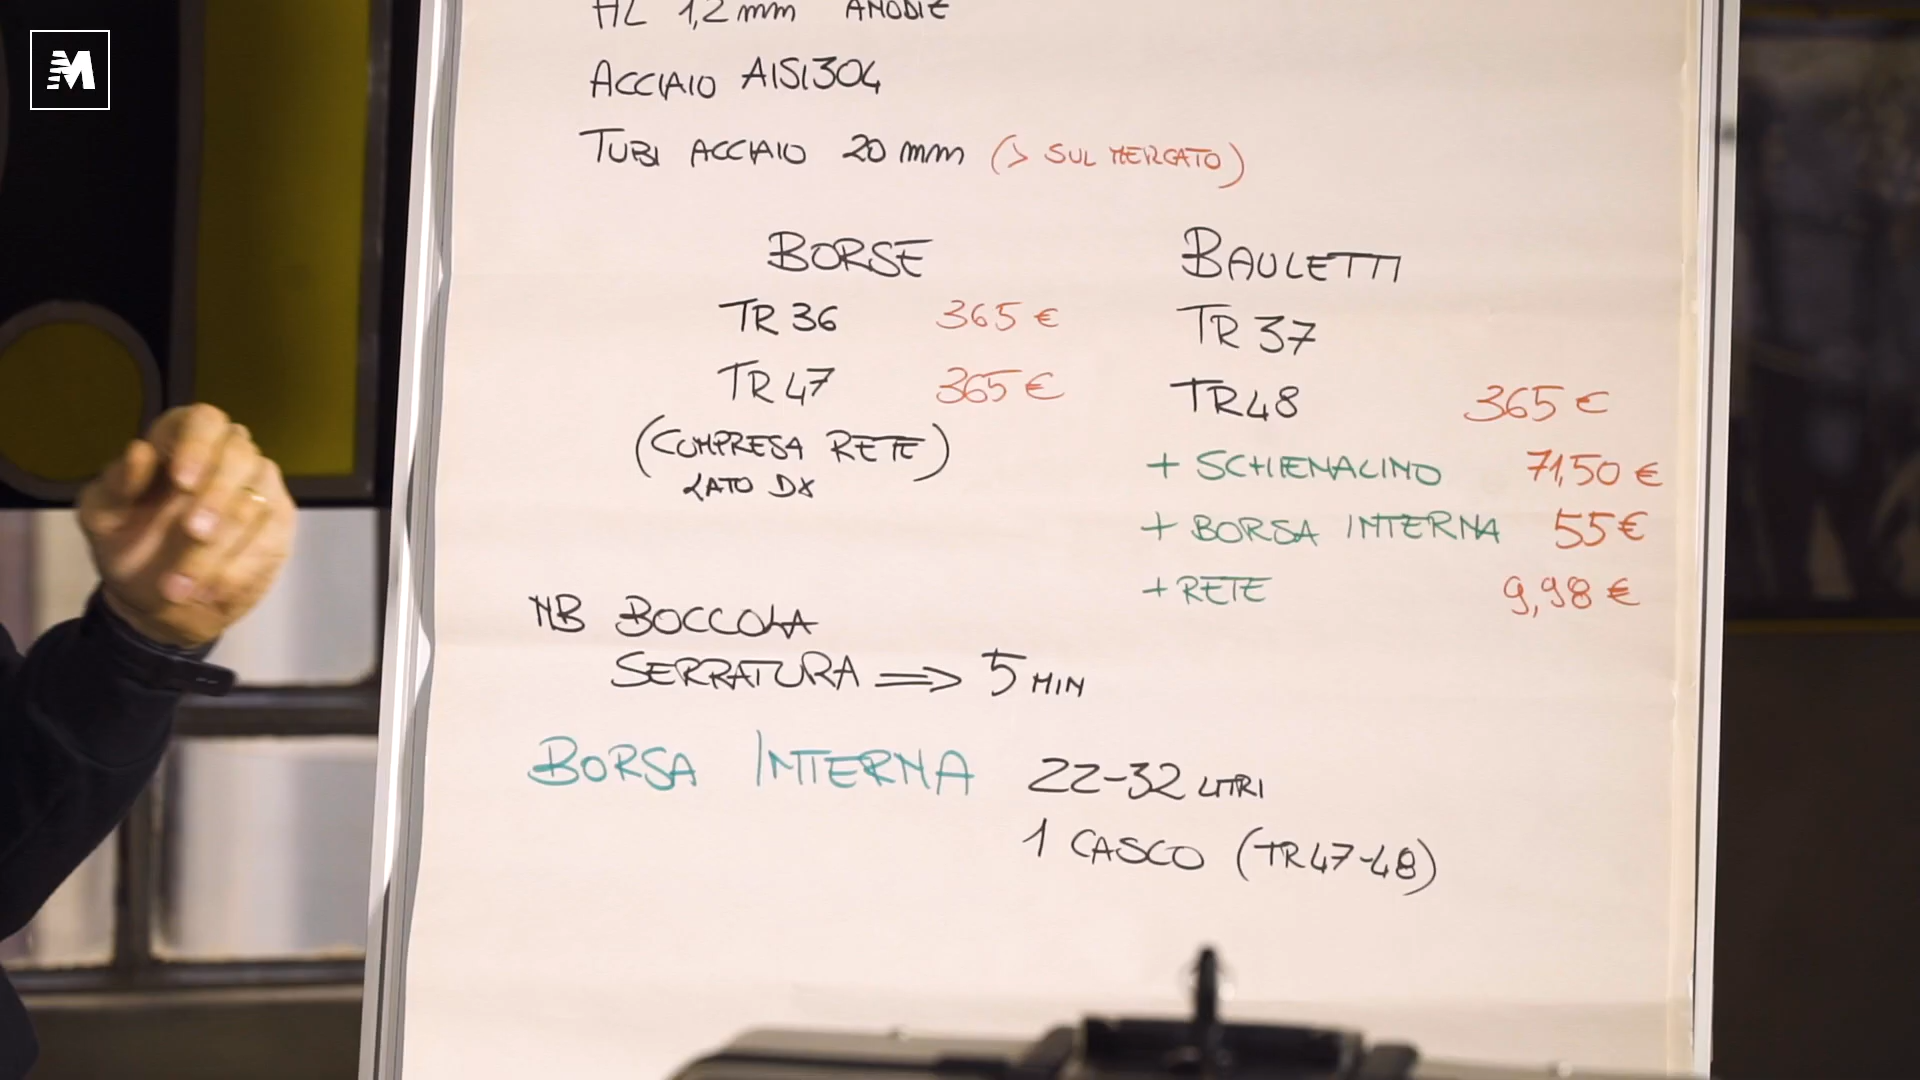 M
AL 1,2 mm ANODIZ
ACCIAIO AISI304
TUBI ACCIAIO 20 mm (> SUL MERCATO)
BORSE
TR 36 365 €
TR 47 365 €
(COMPRESA RETE)
LATO DX
BAULETTI
TR 37
TR48 365 €
+ SCHIENALINO 71,50 €
+ BORSA INTERNA 55 €
+ RETE 9,98 €
NB BOCCOLA
SERRATURA => 5 MIN
BORSA INTERNA 22-32 LITRI
1 CASCO (TR47-48)